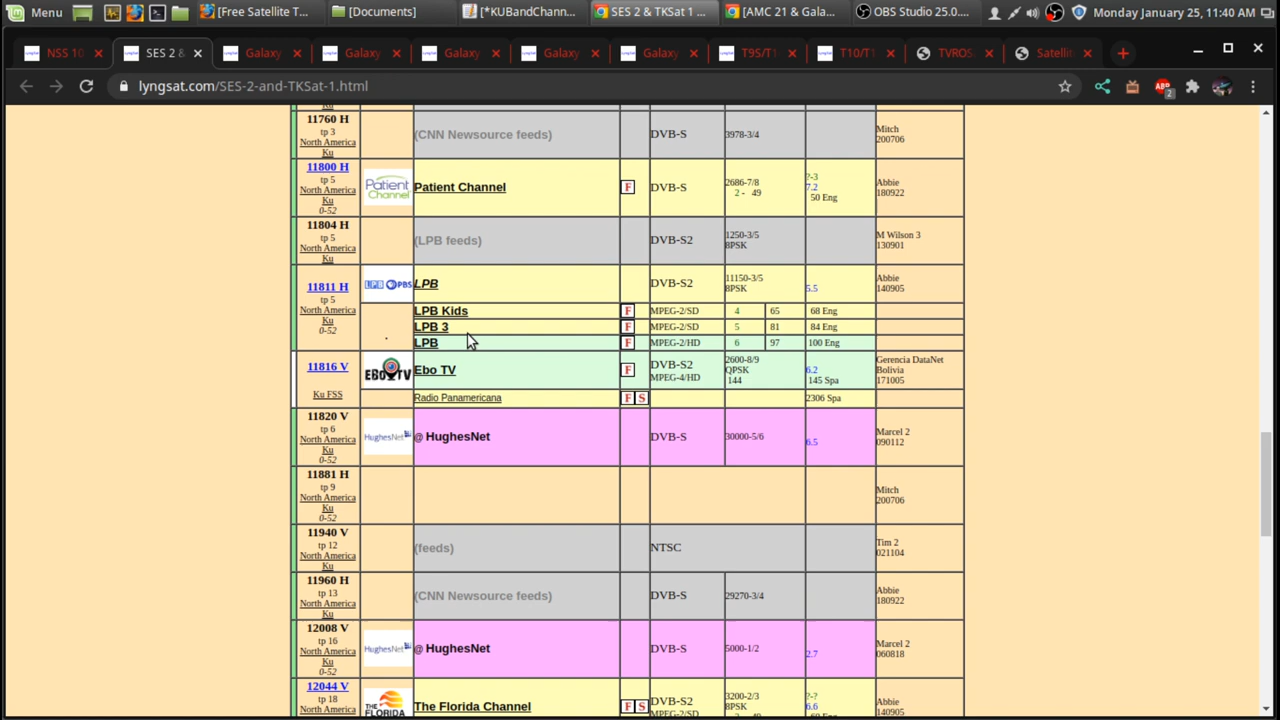 Menu
[Free Satellite T...
[Documents]
[*KUBandChann...
SES 2 & TKSat 1 ...
[AMC 21 & Gala...
OBS Studio 25.0....
Monday January 25, 11:40 AM
NSS 10
SES 2 &
Galaxy
Galaxy
Galaxy
Galaxy
Galaxy
T9S/T1
T10/T1
TVROS
Satellit
lyngsat.com/SES-2-and-TKSat-1.html
ABP
2
Ku
11760 H
tp 3
North America
Ku
(CNN Newsource feeds)
DVB-S
3978-3/4
Mitch
200706
11800 H
tp 5
North America
Ku
0-52
Patient Channel
Patient Channel
F
DVB-S
2686-7/8
2 - 49
?-3
7.2
50 Eng
Abbie
180922
11804 H
tp 5
North America
Ku
(LPB feeds)
DVB-S2
1250-3/5
8PSK
M Wilson 3
130901
11811 H
tp 5
North America
Ku
0-52
LPB PBS
LPB
DVB-S2
11150-3/5
8PSK
5.5
Abbie
140905
LPB Kids
F
MPEG-2/SD
4
65
68 Eng
LPB 3
F
MPEG-2/SD
5
81
84 Eng
LPB
F
MPEG-2/HD
6
97
100 Eng
11816 V
Ku FSS
EBO TV
Ebo TV
F
DVB-S2
MPEG-4/HD
2600-8/9
QPSK
144
6.2
145 Spa
Gerencia DataNet
Bolivia
171005
Radio Panamericana
F S
2306 Spa
11820 V
tp 6
North America
Ku
0-52
HughesNet
@ HughesNet
DVB-S
30000-5/6
6.5
Marcel 2
090112
11881 H
tp 9
North America
Ku
0-52
Mitch
200706
11940 V
tp 12
North America
Ku
(feeds)
NTSC
Tim 2
021104
11960 H
tp 13
North America
Ku
(CNN Newsource feeds)
DVB-S
29270-3/4
Abbie
180922
12008 V
tp 16
North America
Ku
0-52
HughesNet
@ HughesNet
DVB-S
5000-1/2
2.7
Marcel 2
060818
12044 V
tp 18
North America
THE FLORIDA
The Florida Channel
F S
DVB-S2
MPEG-2/SD
3200-2/3
8PSK
?-?
6.6
Abbie
140905